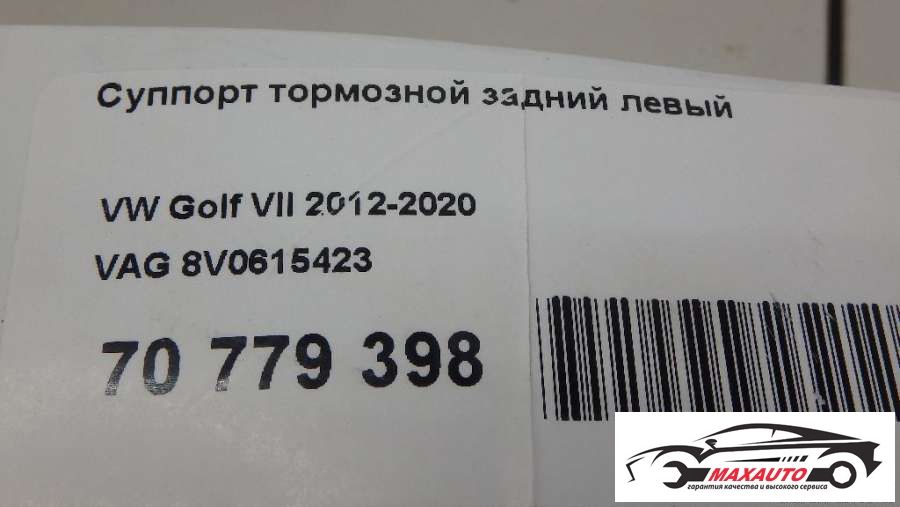 Суппорт тормозной задний левый
VW Golf VII 2012-2020
VAG 8V0615423
70 779 398
MAXAUTO
гарантия качества и высокого сервиса